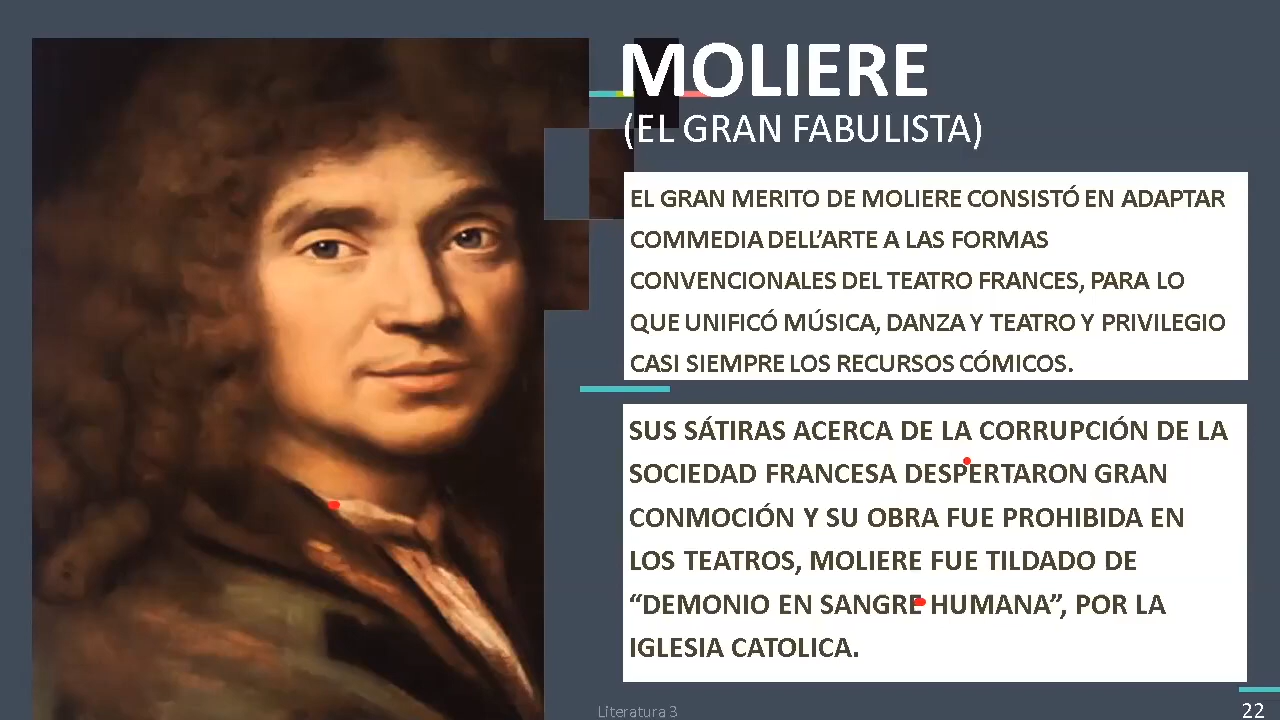 MOLIERE
(EL GRAN FABULISTA)
EL GRAN MERITO DE MOLIERE CONSISTÓ EN ADAPTAR
COMMEDIA DELL’ARTE A LAS FORMAS
CONVENCIONALES DEL TEATRO FRANCES, PARA LO
QUE UNIFICÓ MÚSICA, DANZA Y TEATRO Y PRIVILEGIO
CASI SIEMPRE LOS RECURSOS CÓMICOS.
SUS SÁTIRAS ACERCA DE LA CORRUPCIÓN DE LA
SOCIEDAD FRANCESA DESPERTARON GRAN
CONMOCIÓN Y SU OBRA FUE PROHIBIDA EN
LOS TEATROS, MOLIERE FUE TILDADO DE
“DEMONIO EN SANGRE HUMANA”, POR LA
IGLESIA CATOLICA.
Literatura 3
22